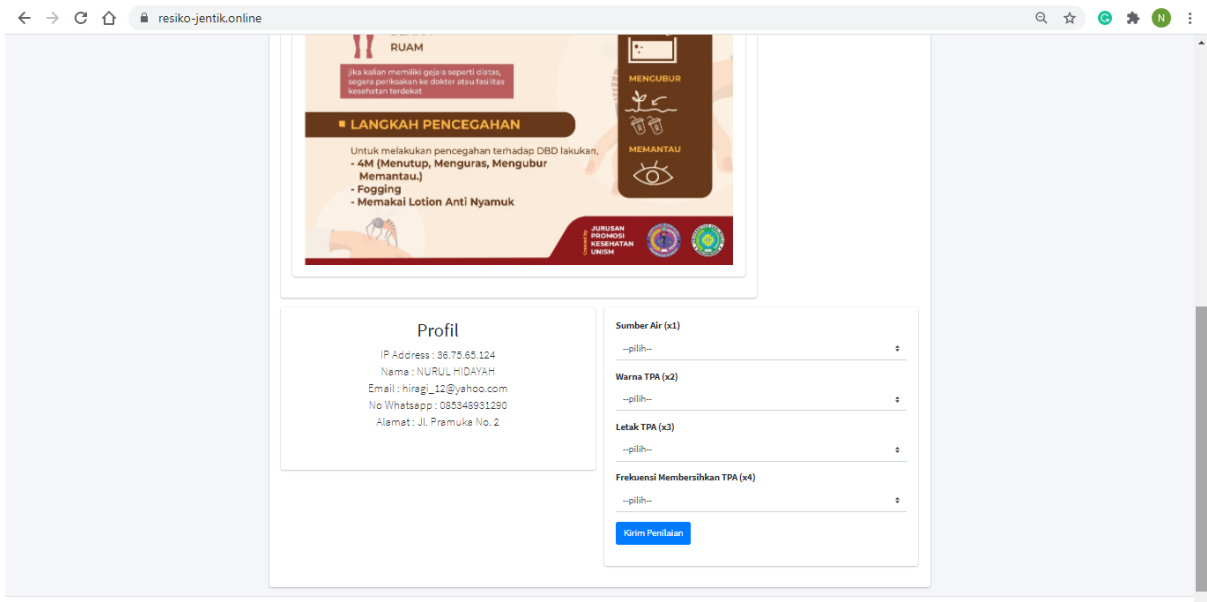 resiko-jentik.online
N
RUAM
jika kalian memiliki gejala seperti diatas,
segera periksakan ke dokter atau fasilitas
kesehatan terdekat
MENGUBUR
LANGKAH PENCEGAHAN
Untuk melakukan pencegahan terhadap DBD lakukan,
- 4M (Menutup, Menguras, Mengubur
Memantau.)
- Fogging
- Memakai Lotion Anti Nyamuk
MEMANTAU
Created by
JURUSAN
PROMOSI
KESEHATAN
UNISM
Profil
IP Address : 36.75.65.124
Nama : NURUL HIDAYAH
Email : hiragi_12@yahoo.com
No Whatsapp : 085348931290
Alamat : Jl. Pramuka No. 2
Sumber Air (x1)
--pilih--
Warna TPA (x2)
--pilih--
Letak TPA (x3)
--pilih--
Frekuensi Membersihkan TPA (x4)
--pilih--
Kirim Penilaian